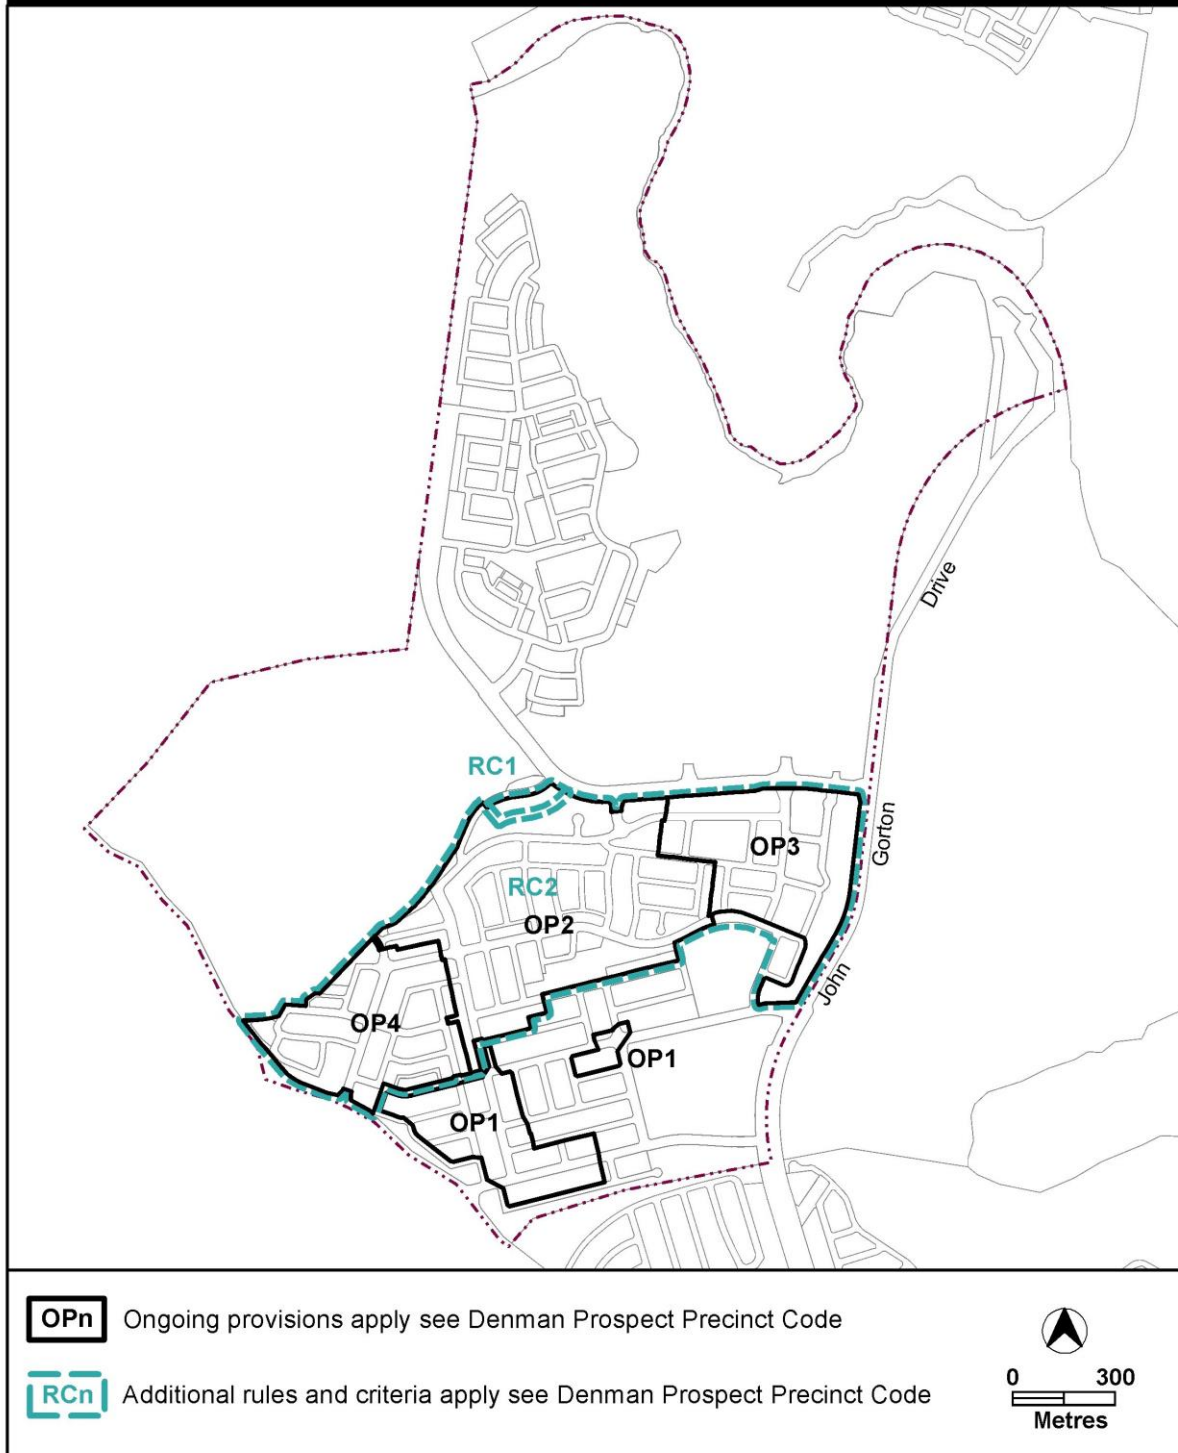 Drive
RC1
Gorton
OP3
RC2
OP2
John
OP4
OP1
OP1
OPn Ongoing provisions apply see Denman Prospect Precinct Code
RCn Additional rules and criteria apply see Denman Prospect Precinct Code
0 300
Metres